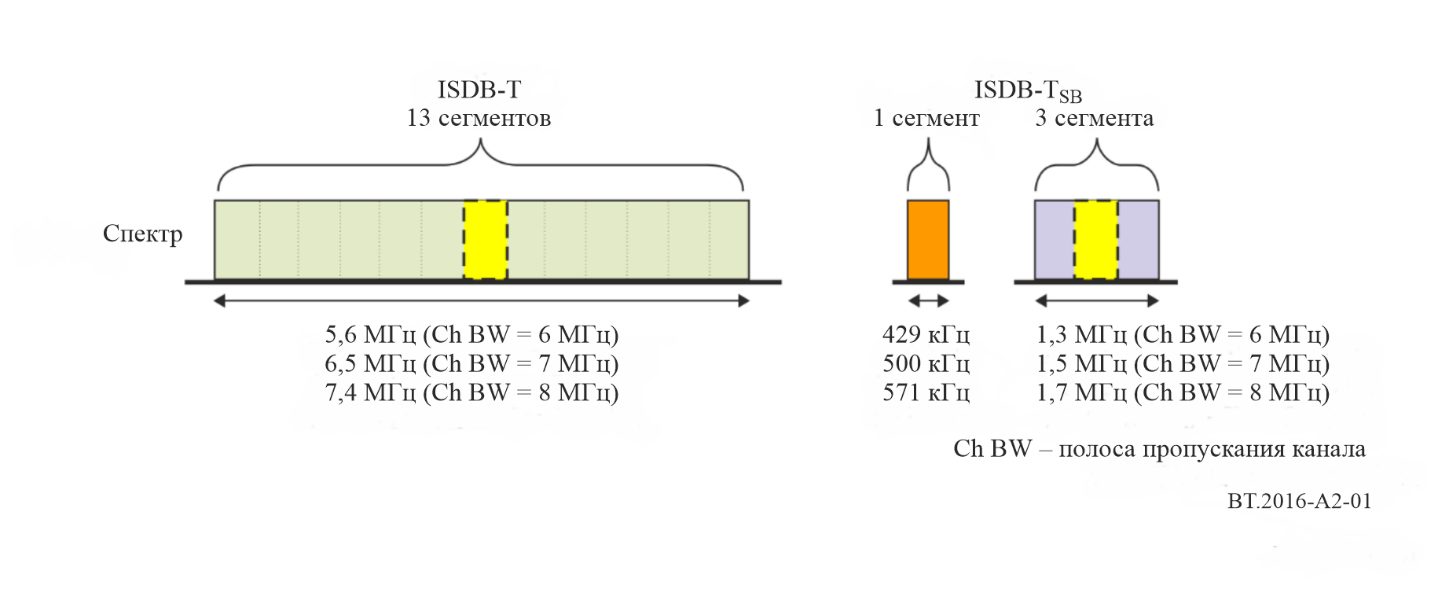 ISDB-T
13 сегментов
ISDB-TSB
1 сегмент
3 сегмента
Спектр
5,6 МГц (Ch BW = 6 МГц)
6,5 МГц (Ch BW = 7 МГц)
7,4 МГц (Ch BW = 8 МГц)
429 кГц
500 кГц
571 кГц
1,3 МГц (Ch BW = 6 МГц)
1,5 МГц (Ch BW = 7 МГц)
1,7 МГц (Ch BW = 8 МГц)
Ch BW – полоса пропускания канала
BT.2016-A2-01